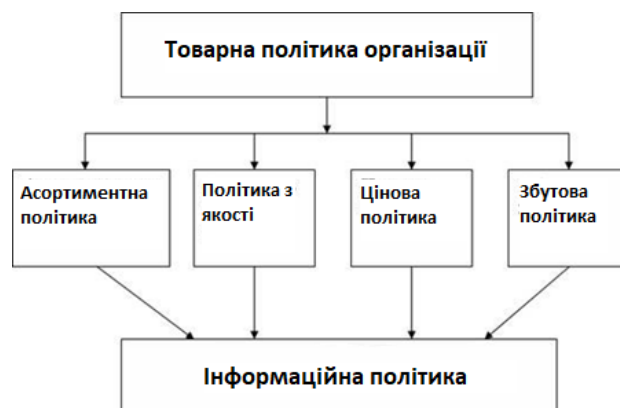 Товарна політика організації
Асортиментна
політика
Політика з
якості
Цінова
політика
Збутова
політика
Інформаційна політика